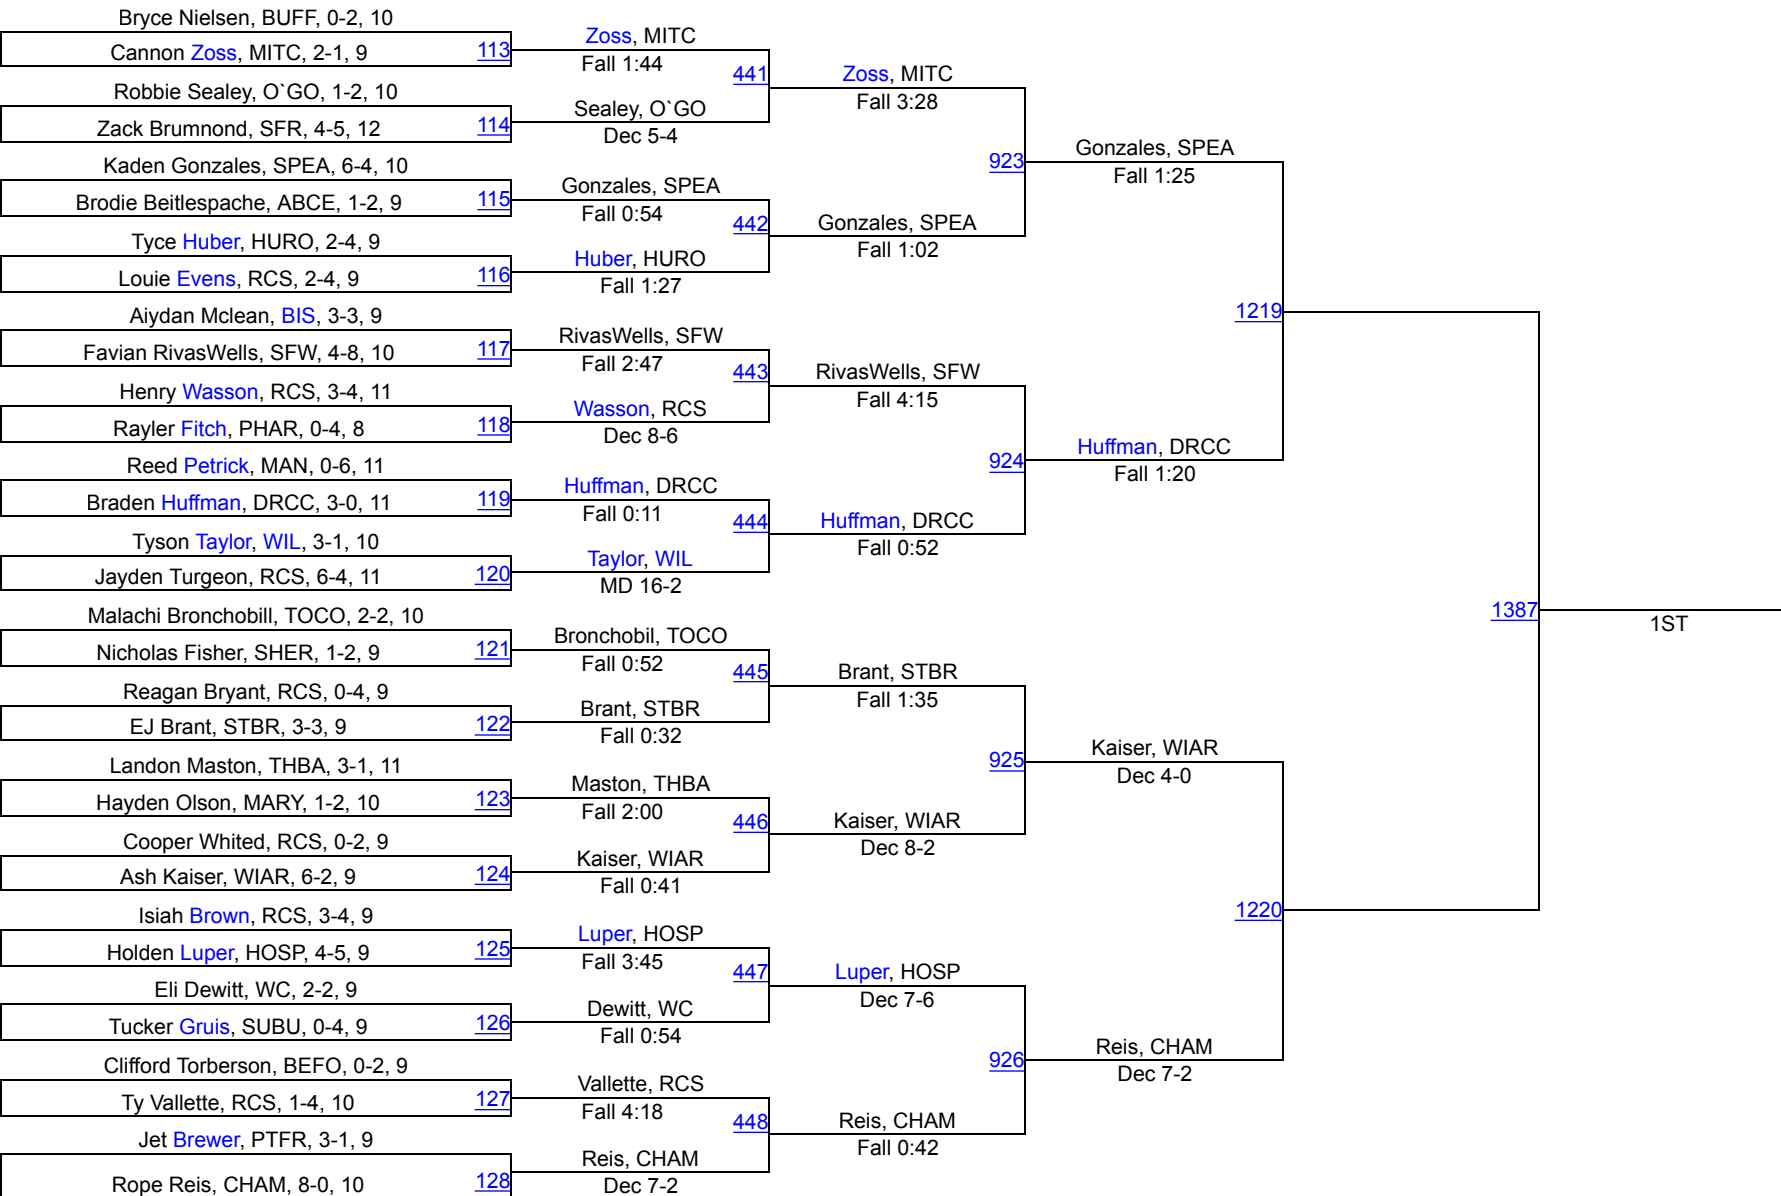 Bryce Nielsen, BUFF, 0-2, 10
Cannon Zoss, MITC, 2-1, 9
113
Robbie Sealey, O`GO, 1-2, 10
Zack Brumnond, SFR, 4-5, 12
114
Kaden Gonzales, SPEA, 6-4, 10
Brodie Beitlespache, ABCE, 1-2, 9
115
Tyce Huber, HURO, 2-4, 9
Louie Evens, RCS, 2-4, 9
116
Aiydan Mclean, BIS, 3-3, 9
Favian RivasWells, SFW, 4-8, 10
117
Henry Wasson, RCS, 3-4, 11
Rayler Fitch, PHAR, 0-4, 8
118
Reed Petrick, MAN, 0-6, 11
Braden Huffman, DRCC, 3-0, 11
119
Tyson Taylor, WIL, 3-1, 10
Jayden Turgeon, RCS, 6-4, 11
120
Malachi Bronchobill, TOCO, 2-2, 10
Nicholas Fisher, SHER, 1-2, 9
121
Reagan Bryant, RCS, 0-4, 9
EJ Brant, STBR, 3-3, 9
122
Landon Maston, THBA, 3-1, 11
Hayden Olson, MARY, 1-2, 10
123
Cooper Whited, RCS, 0-2, 9
Ash Kaiser, WIAR, 6-2, 9
124
Isiah Brown, RCS, 3-4, 9
Holden Luper, HOSP, 4-5, 9
125
Eli Dewitt, WC, 2-2, 9
Tucker Gruis, SUBU, 0-4, 9
126
Clifford Torberson, BEFO, 0-2, 9
Ty Vallette, RCS, 1-4, 10
127
Jet Brewer, PTFR, 3-1, 9
Rope Reis, CHAM, 8-0, 10
128
Zoss, MITC
Fall 1:44
441
Sealey, O`GO
Dec 5-4
Gonzales, SPEA
Fall 0:54
442
Huber, HURO
Fall 1:27
RivasWells, SFW
Fall 2:47
443
Wasson, RCS
Dec 8-6
Huffman, DRCC
Fall 0:11
444
Taylor, WIL
MD 16-2
Bronchobil, TOCO
Fall 0:52
445
Brant, STBR
Fall 0:32
Maston, THBA
Fall 2:00
446
Kaiser, WIAR
Fall 0:41
Luper, HOSP
Fall 3:45
447
Dewitt, WC
Fall 0:54
Vallette, RCS
Fall 4:18
448
Reis, CHAM
Dec 7-2
Zoss, MITC
Fall 3:28
923
Gonzales, SPEA
Fall 1:02
RivasWells, SFW
Fall 4:15
924
Huffman, DRCC
Fall 0:52
Brant, STBR
Fall 1:35
925
Kaiser, WIAR
Dec 8-2
Luper, HOSP
Dec 7-6
926
Reis, CHAM
Fall 0:42
Gonzales, SPEA
Fall 1:25
1219
Huffman, DRCC
Fall 1:20
Kaiser, WIAR
Dec 4-0
1220
Reis, CHAM
Dec 7-2
1387
1ST